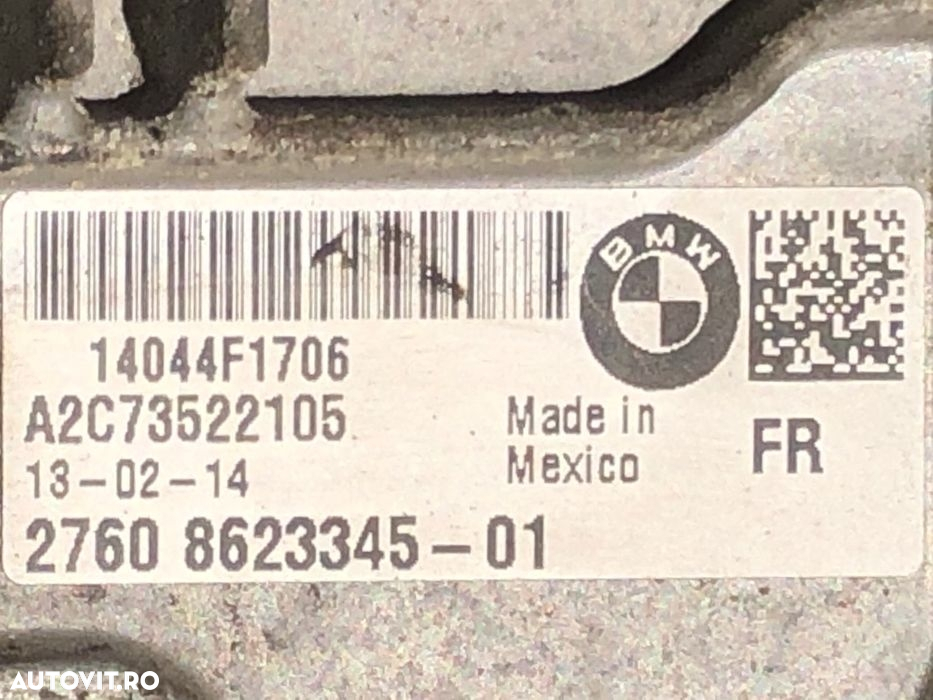 BMW
14044F1706
A2C73522105
13-02-14
Made in
Mexico
FR
2760 8623345-01
AUTOVIT.RO